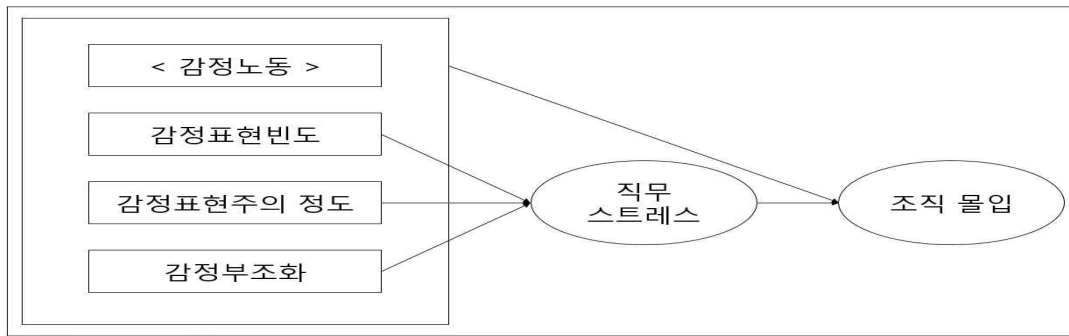 < 감정노동 >
감정표현빈도
감정표현주의 정도
감정부조화
직무
스트레스
조직 몰입